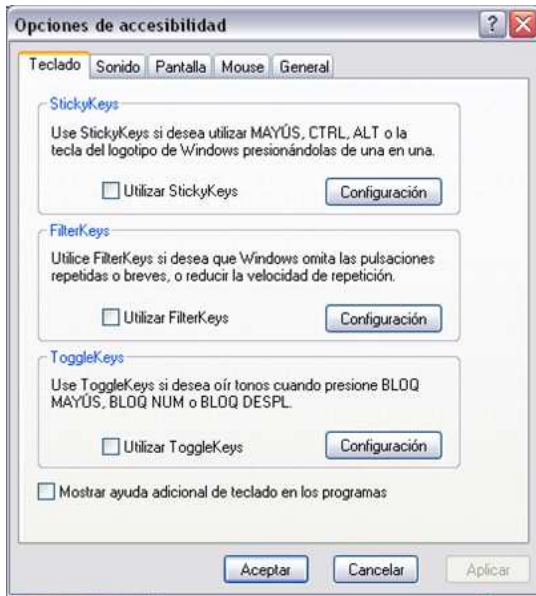 Opciones de accesibilidad
Teclado Sonido Pantalla Mouse General
StickyKeys
Use StickyKeys si desea utilizar MAYÚS, CTRL, ALT o la
tecla del logotipo de Windows presionándolas de una en una.
Utilizar StickyKeys Configuración
FilterKeys
Utilice FilterKeys si desea que Windows omita las pulsaciones
repetidas o breves, o reducir la velocidad de repetición.
Utilizar FilterKeys Configuración
ToggleKeys
Use ToggleKeys si desea oír tonos cuando presione BLOQ
MAYÚS, BLOQ NUM o BLOQ DESPL.
Utilizar ToggleKeys Configuración
Mostrar ayuda adicional de teclado en los programas
Aceptar Cancelar Aplicar